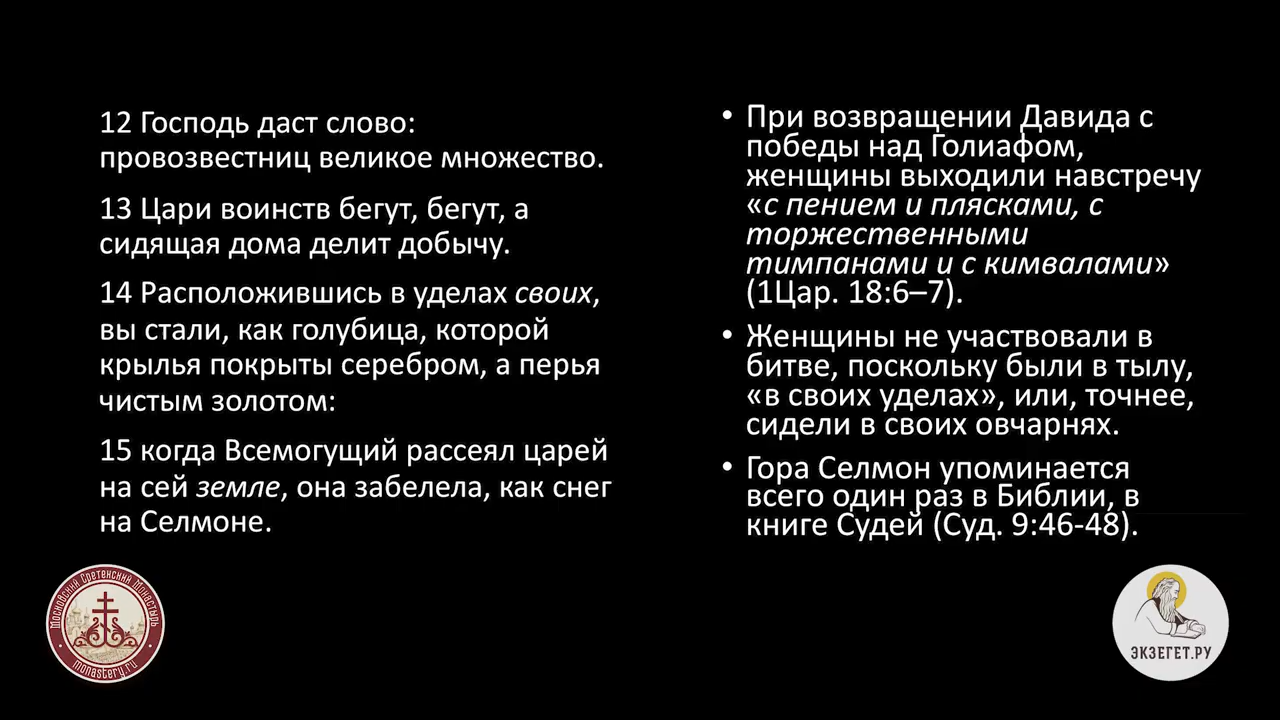 12 Господь даст слово:
провозвестниц великое множество.
13 Цари воинств бегут, бегут, а
сидящая дома делит добычу.
14 Расположившись в уделах своих,
вы стали, как голубица, которой
крылья покрыты серебром, а перья
чистым золотом:
15 когда Всемогущий рассеял царей
на сей земле, она забелела, как снег
на Селмоне.
• При возвращении Давида с
победы над Голиафом,
женщины выходили навстречу
«с пением и плясками, с
торжественными
тимпанами и с кимвалами»
(1Цар. 18:6–7).
• Женщины не участвовали в
битве, поскольку были в тылу,
«в своих уделах», или, точнее,
сидели в своих овчарнях.
• Гора Селмон упоминается
всего один раз в Библии, в
книге Судей (Суд. 9:46-48).
Московский Сретенский Монастырь
monastery.ru
ЭКЗЕГЕТ.РУ